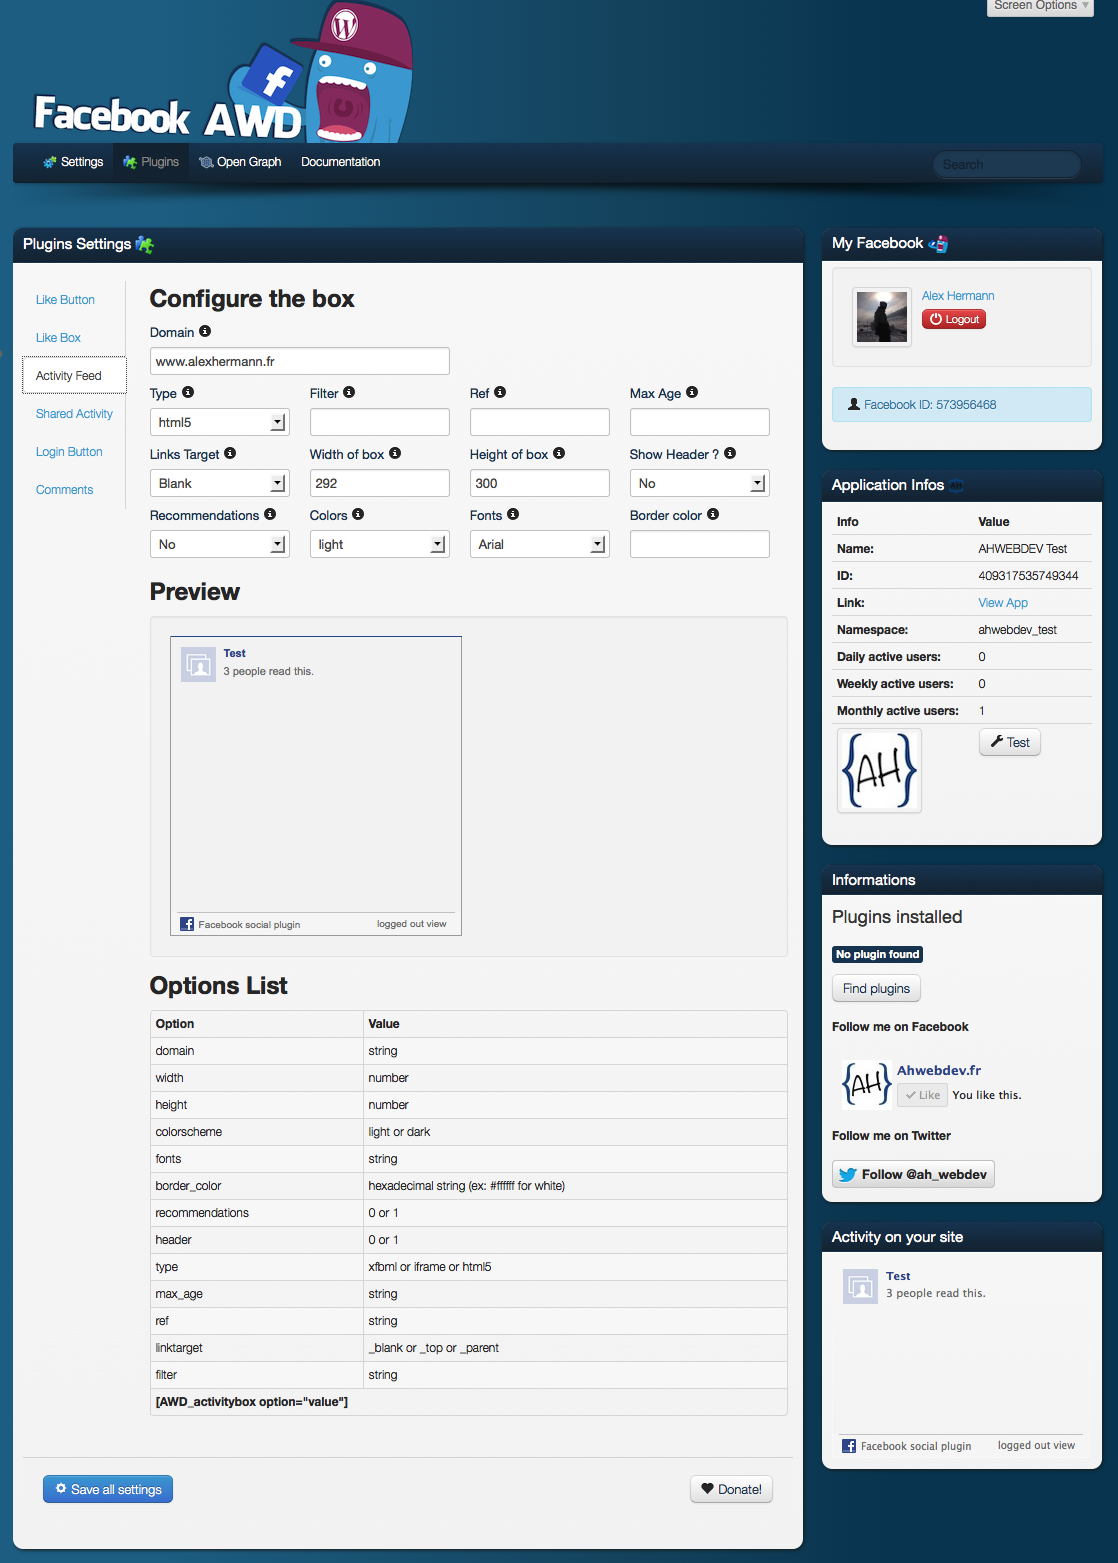 Screen Options
Facebook AWD
Settings Plugins Open Graph Documentation Search
Plugins Settings
Like Button
Like Box
Activity Feed
Shared Activity
Login Button
Comments
Configure the box
Domain
www.alexhermann.fr
Type Filter Ref Max Age
html5
Links Target Width of box Height of box Show Header ?
Blank 292 300 No
Recommendations Colors Fonts Border color
No light Arial
Preview
Test
3 people read this.
Facebook social plugin logged out view
Options List
Option Value
domain string
width number
height number
colorscheme light or dark
fonts string
border_color hexadecimal string (ex: #ffffff for white)
recommendations 0 or 1
header 0 or 1
type xfbml or iframe or html5
max_age string
ref string
linktarget _blank or _top or _parent
filter string
[AWD_activitybox option="value"]
Save all settings Donate!
My Facebook
Alex Hermann
Logout
Facebook ID: 573956468
Application Infos AH
Info Value
Name: AHWEBDEV Test
ID: 409317535749344
Link: View App
Namespace: ahwebdev_test
Daily active users: 0
Weekly active users: 0
Monthly active users: 1
{AH} Test
Informations
Plugins installed
No plugin found
Find plugins
Follow me on Facebook
{AH} Ahwebdev.fr
Like You like this.
Follow me on Twitter
Follow @ah_webdev
Activity on your site
Test
3 people read this.
Facebook social plugin logged out view